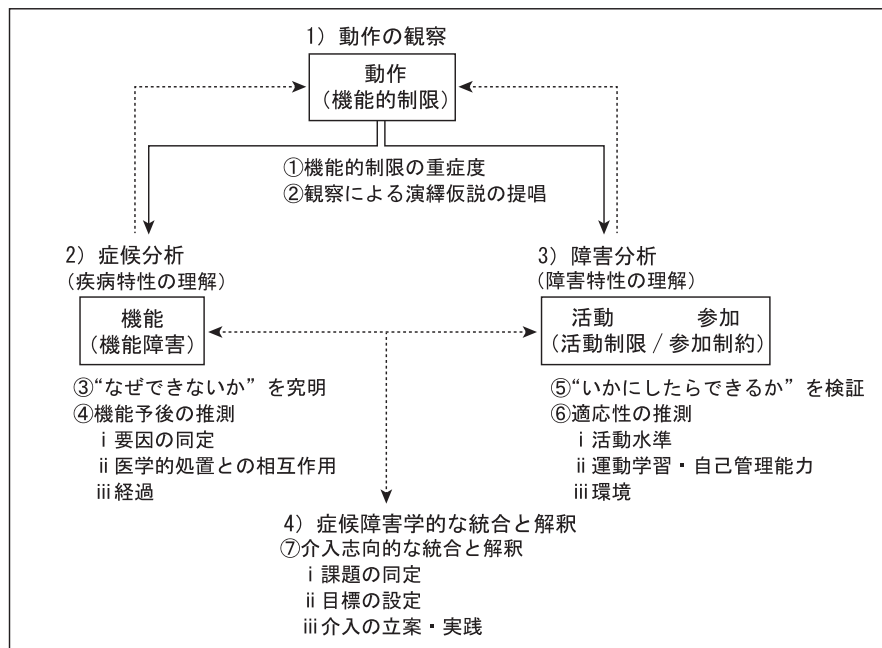 1）動作の観察
動作
（機能的制限）
①機能的制限の重症度
②観察による演繹仮説の提唱
2）症候分析
（疾病特性の理解）
機能
（機能障害）
③“なぜできないか”を究明
④機能予後の推測
ⅰ要因の同定
ⅱ医学的処置との相互作用
ⅲ経過
3）障害分析
（障害特性の理解）
活動　参加
（活動制限 / 参加制約）
⑤“いかにしたらできるか”を検証
⑥適応性の推測
ⅰ活動水準
ⅱ運動学習・自己管理能力
ⅲ環境
4）症候障害学的な統合と解釈
⑦介入志向的な統合と解釈
ⅰ課題の同定
ⅱ目標の設定
ⅲ介入の立案・実践